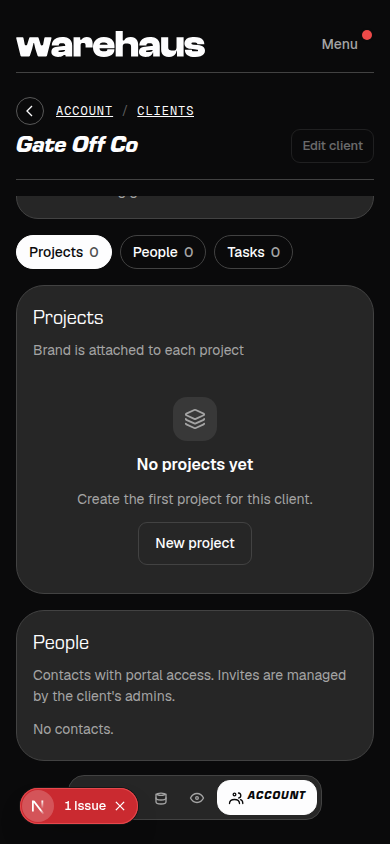 warehaus
Menu
ACCOUNT / CLIENTS
Gate Off Co
Edit client
Projects 0
People 0
Tasks 0
Projects
Brand is attached to each project
No projects yet
Create the first project for this client.
New project
People
Contacts with portal access. Invites are managed
by the client's admins.
No contacts.
N
1 Issue
ACCOUNT